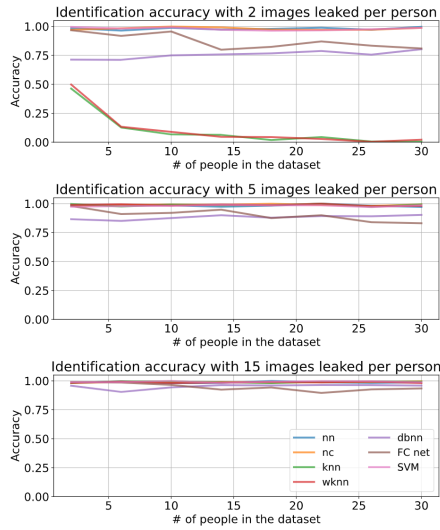 Identification accuracy with 2 images leaked per person
1.00
0.75
0.50
0.25
0.00
Accuracy
5 10 15 20 25 30
# of people in the dataset
Identification accuracy with 5 images leaked per person
1.00
0.75
0.50
0.25
0.00
Accuracy
5 10 15 20 25 30
# of people in the dataset
Identification accuracy with 15 images leaked per person
1.00
0.75
0.50
0.25
0.00
Accuracy
nn dbnn
nc FC net
knn SVM
wknn
5 10 15 20 25 30
# of people in the dataset